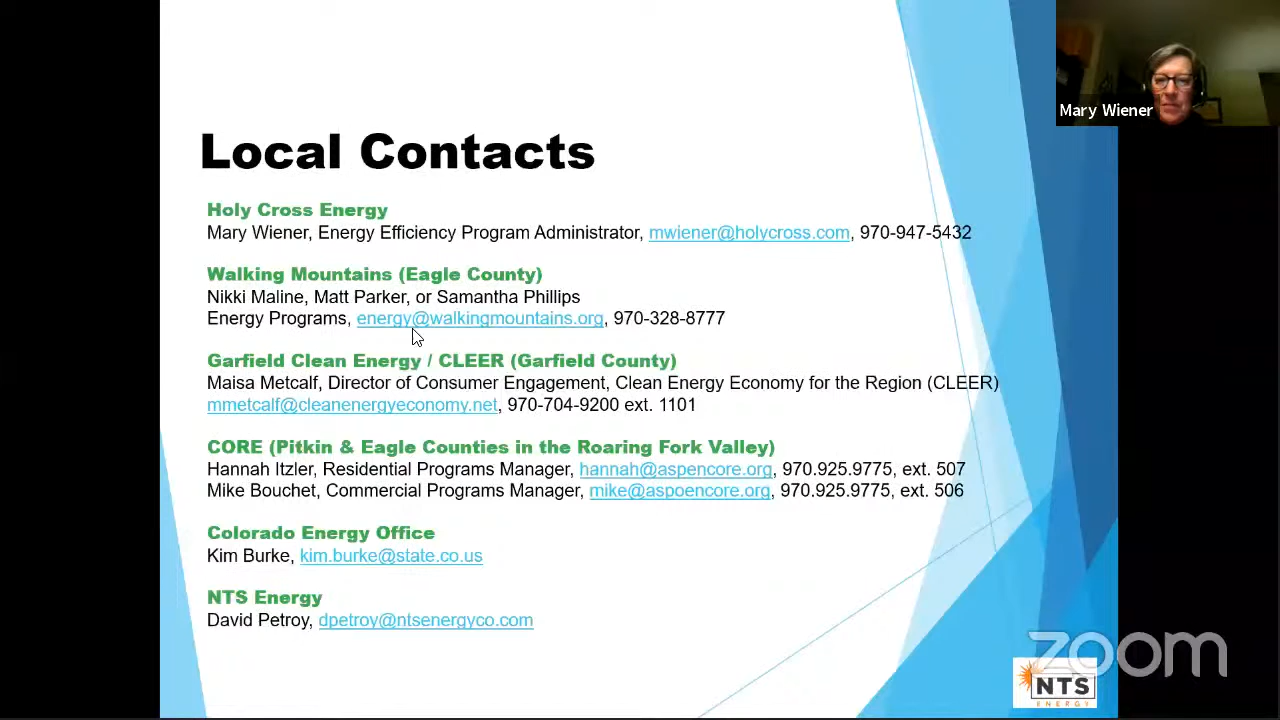 Mary Wiener
Local Contacts
Holy Cross Energy
Mary Wiener, Energy Efficiency Program Administrator, mwiener@holycross.com, 970-947-5432
Walking Mountains (Eagle County)
Nikki Maline, Matt Parker, or Samantha Phillips
Energy Programs, energy@walkingmountains.org, 970-328-8777
Garfield Clean Energy / CLEER (Garfield County)
Maisa Metcalf, Director of Consumer Engagement, Clean Energy Economy for the Region (CLEER)
mmetcalf@cleanenergyeconomy.net, 970-704-9200 ext. 1101
CORE (Pitkin & Eagle Counties in the Roaring Fork Valley)
Hannah Itzler, Residential Programs Manager, hannah@aspencore.org, 970.925.9775, ext. 507
Mike Bouchet, Commercial Programs Manager, mike@aspoencore.org, 970.925.9775, ext. 506
Colorado Energy Office
Kim Burke, kim.burke@state.co.us
NTS Energy
David Petroy, dpetroy@ntsenergyco.com
zoom
NTS
ENERGY